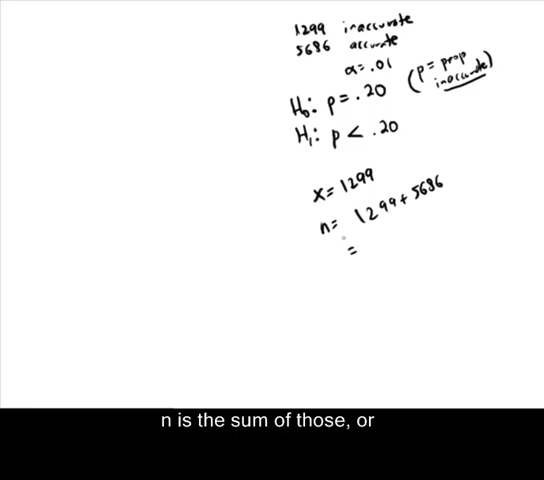 1299 inaccurate
5686 accurate
α = .01
H₀: p = .20 (p = prop inaccurate)
H₁: p < .20
x = 1299
n = 1299 + 5686
=
n is the sum of those, or